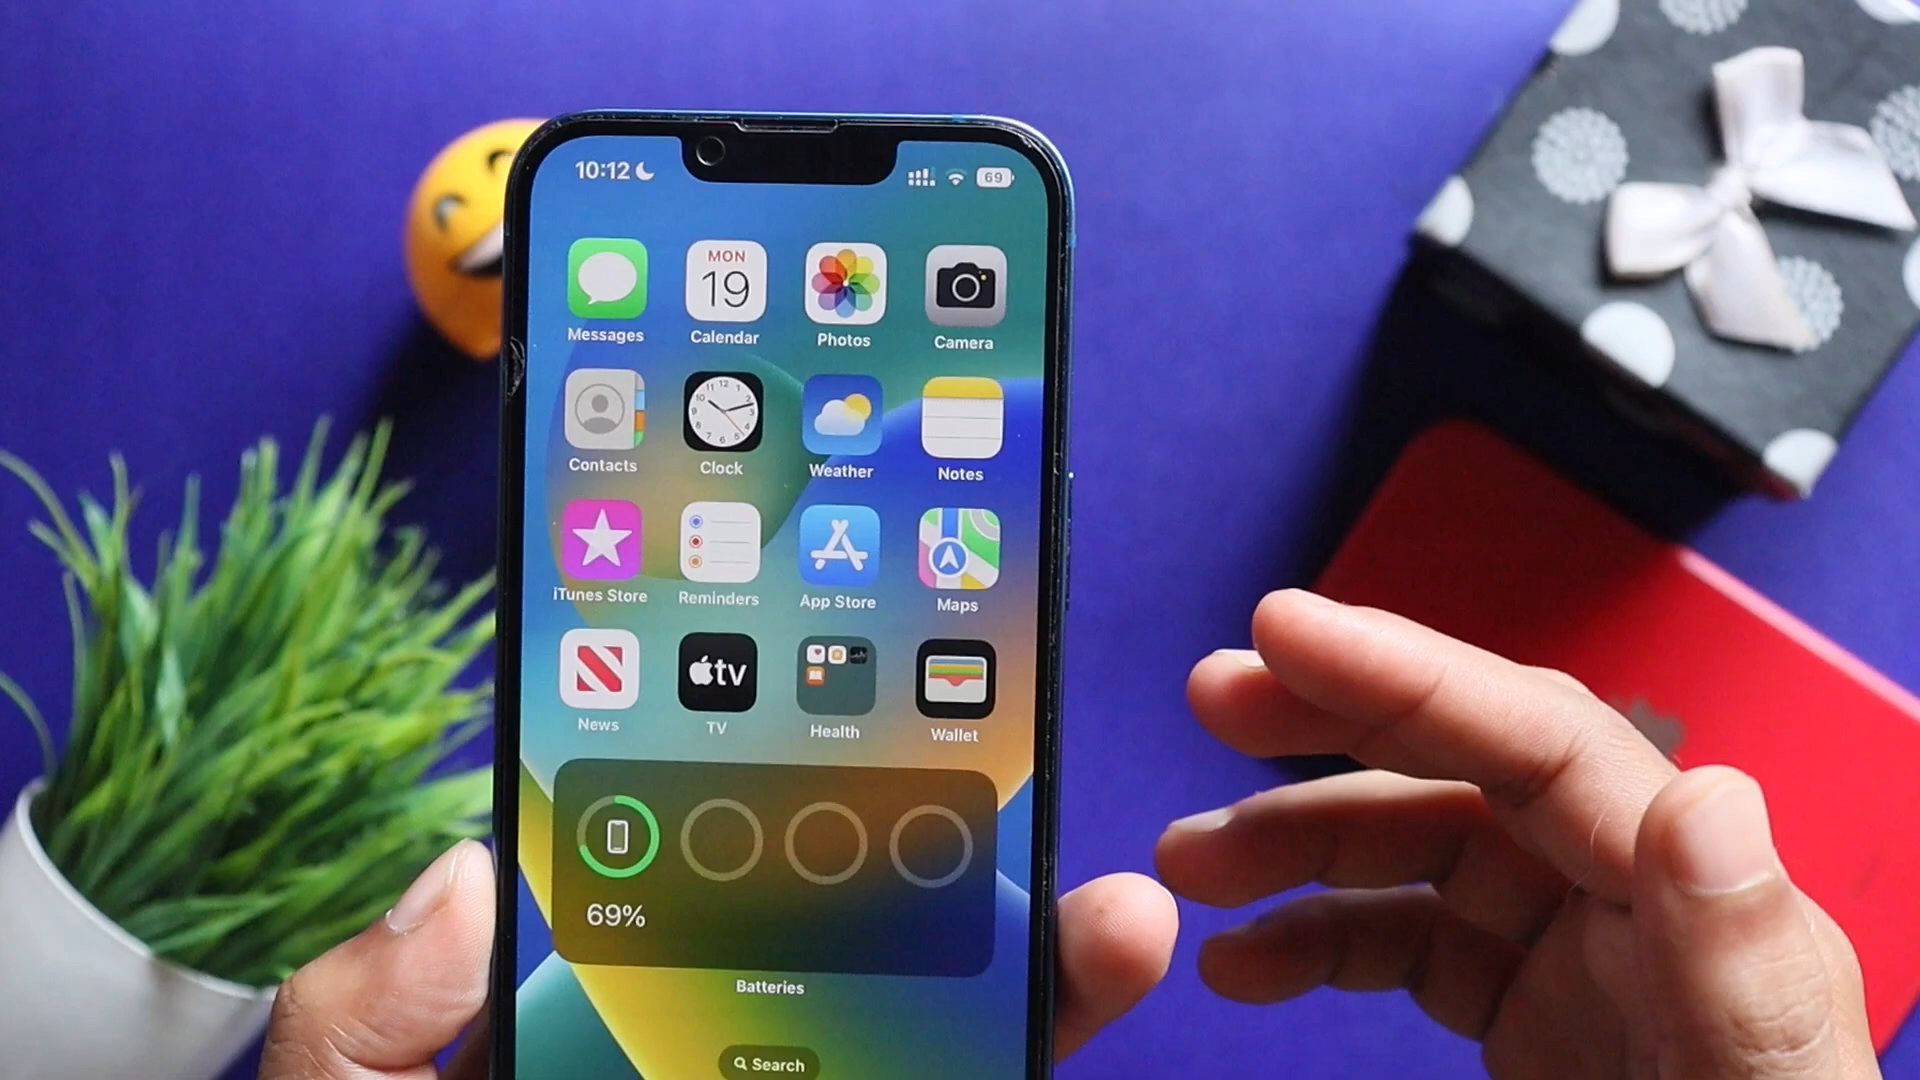 10:12
69
MON
19
Messages
Calendar
Photos
Camera
Contacts
Clock
Weather
Notes
iTunes Store
Reminders
App Store
Maps
tv
News
TV
Health
Wallet
69%
Batteries
Search